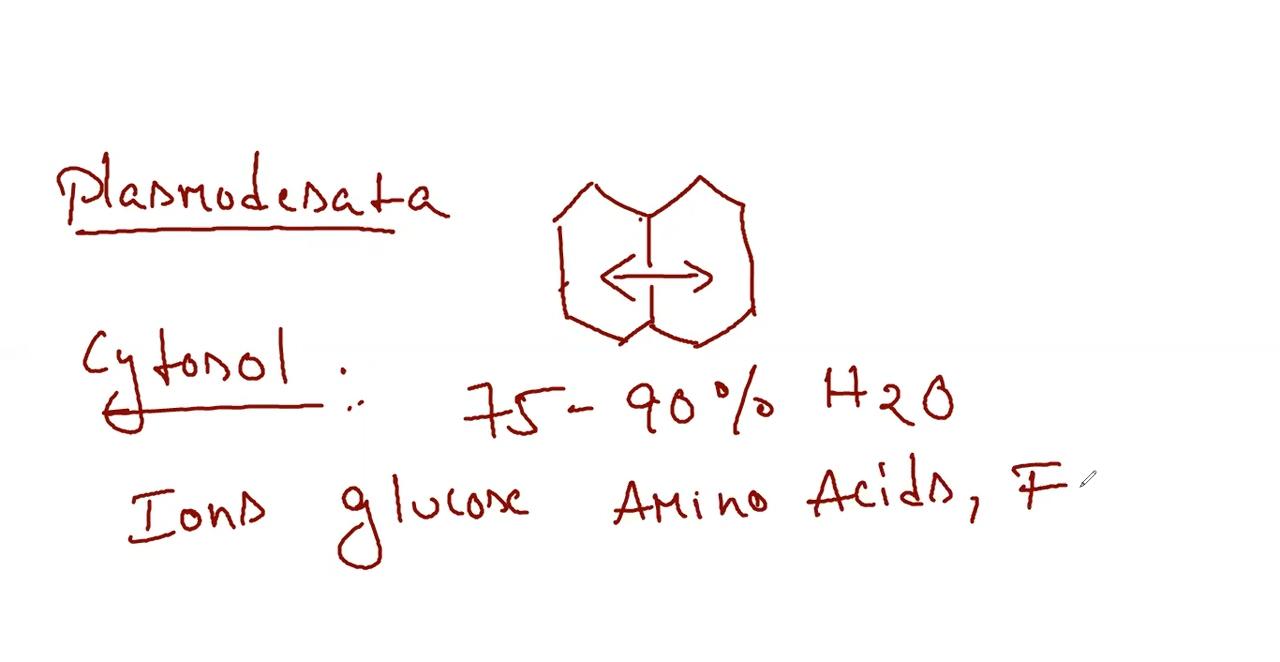 Plasmodesata
Cytosol :
75-90% H2O
Ions glucose Amino Acids, F